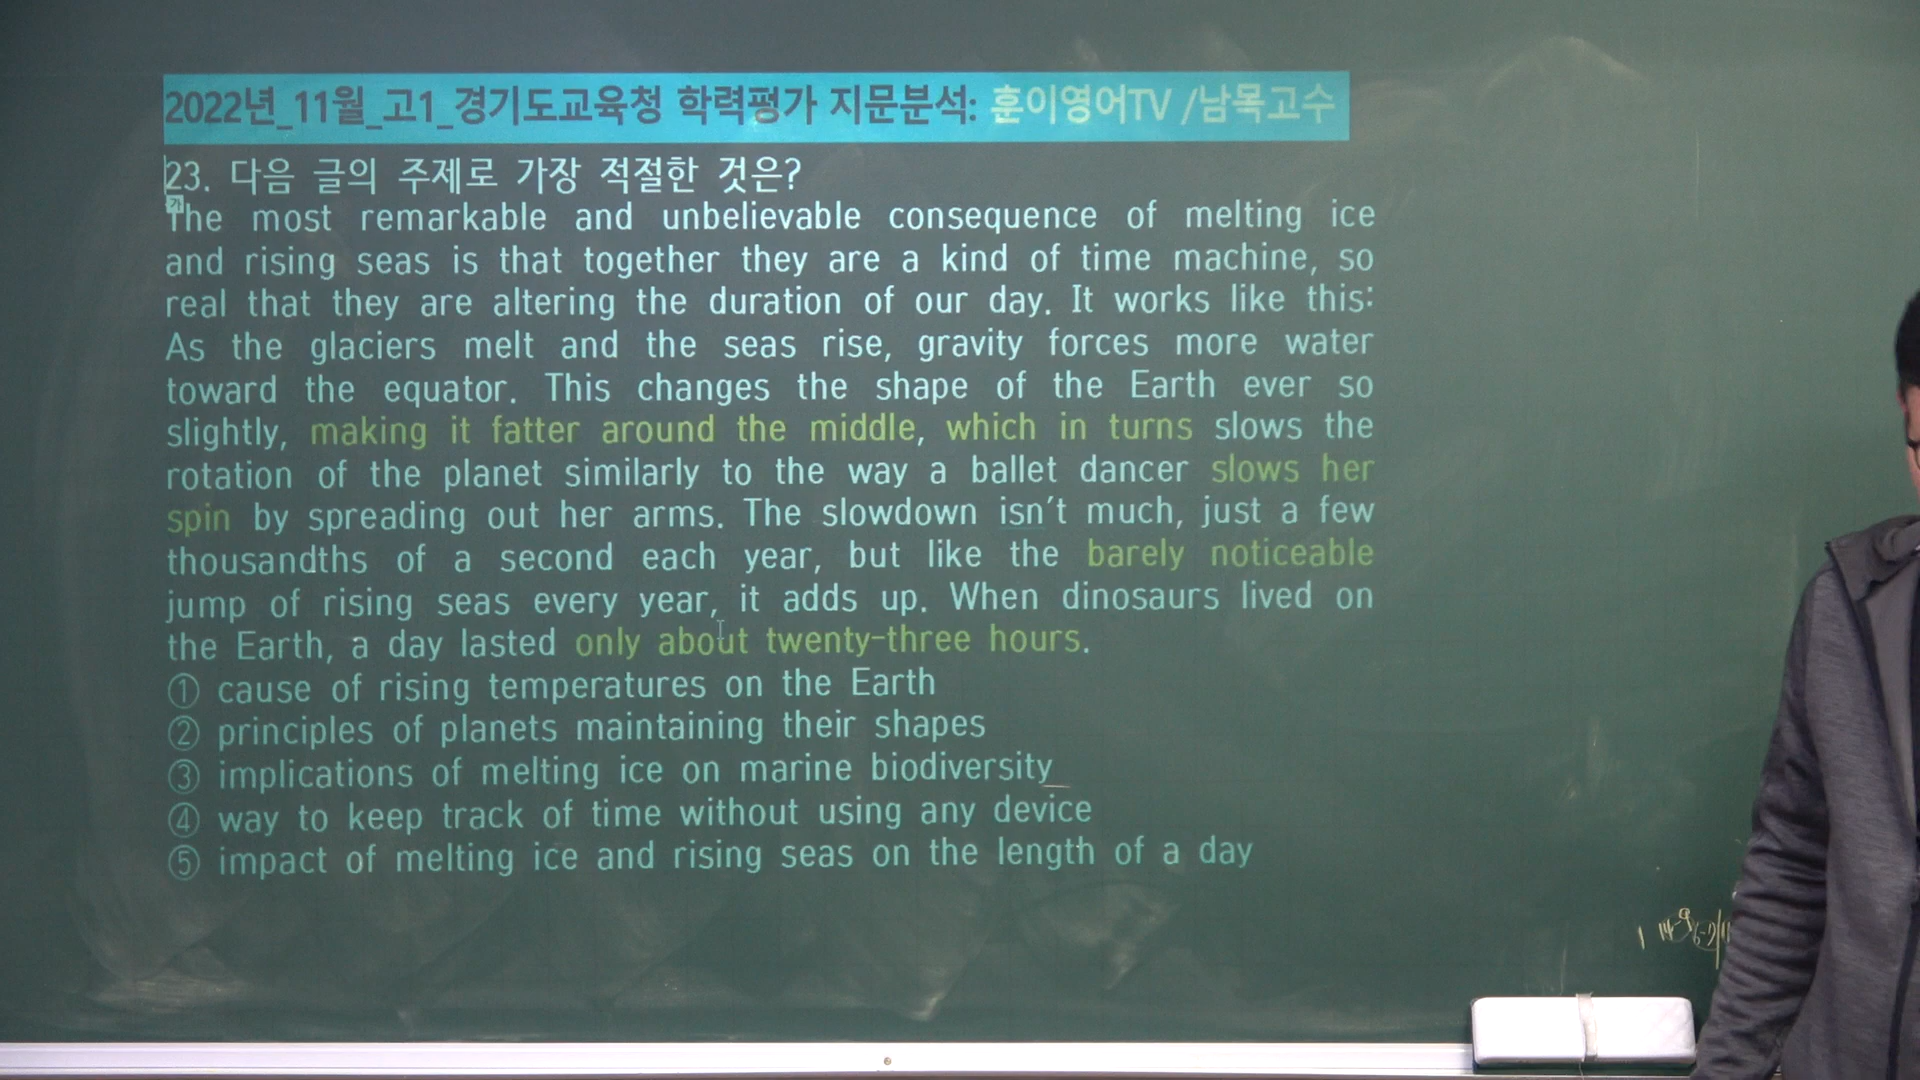 2022년_11월_고1_경기도교육청 학력평가 지문분석: 훈이영어TV /남목고수
23. 다음 글의 주제로 가장 적절한 것은?
The most remarkable and unbelievable consequence of melting ice
and rising seas is that together they are a kind of time machine, so
real that they are altering the duration of our day. It works like this:
As the glaciers melt and the seas rise, gravity forces more water
toward the equator. This changes the shape of the Earth ever so
slightly, making it fatter around the middle, which in turns slows the
rotation of the planet similarly to the way a ballet dancer slows her
spin by spreading out her arms. The slowdown isn't much, just a few
thousandths of a second each year, but like the barely noticeable
jump of rising seas every year, it adds up. When dinosaurs lived on
the Earth, a day lasted only about twenty-three hours.
① cause of rising temperatures on the Earth
② principles of planets maintaining their shapes
③ implications of melting ice on marine biodiversity
④ way to keep track of time without using any device
⑤ impact of melting ice and rising seas on the length of a day